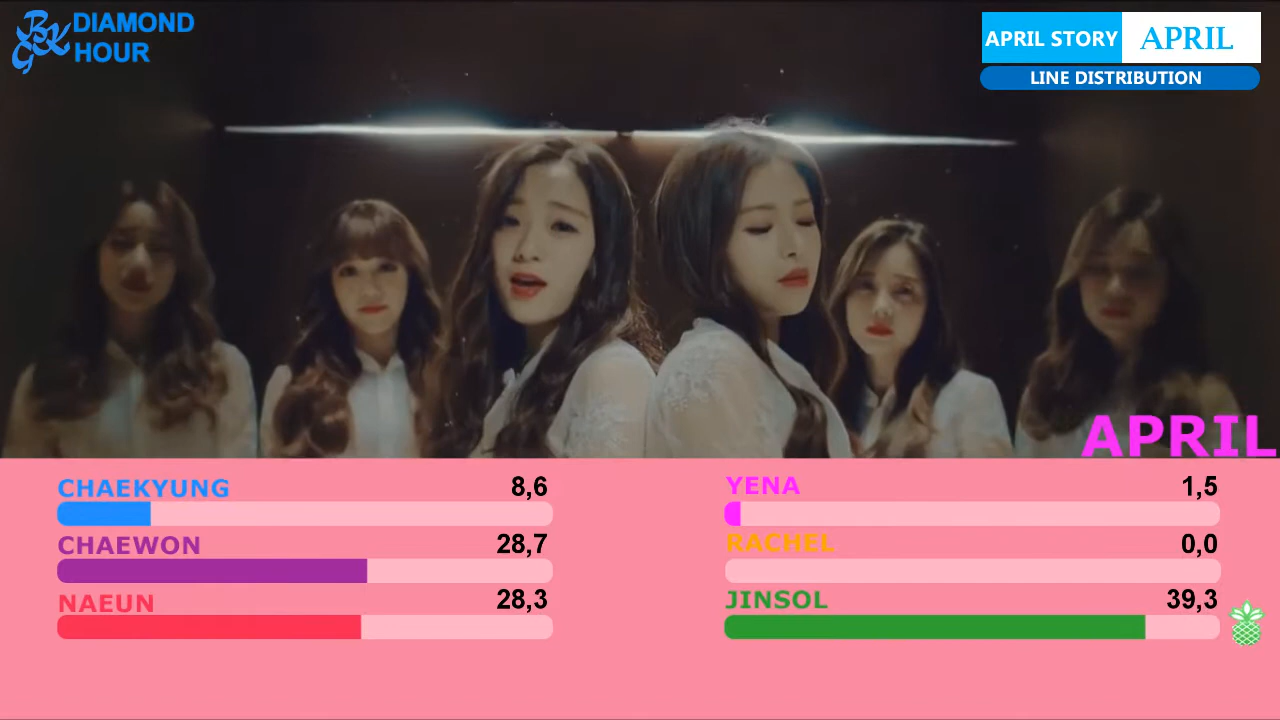 BK
DIAMOND
HOUR
APRIL STORY APRIL
LINE DISTRIBUTION
APRIL
CHAEKYUNG 8,6
CHAEWON 28,7
NAEUN 28,3
YENA 1,5
RACHEL 0,0
JINSOL 39,3